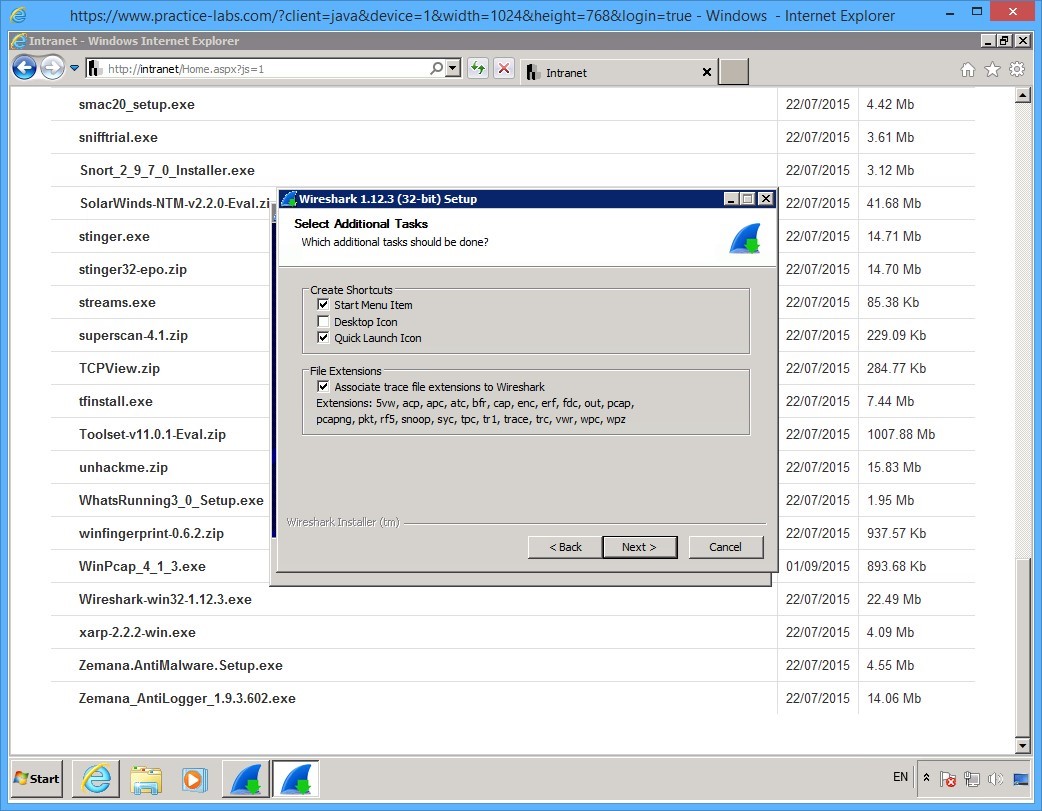 https://www.practice-labs.com/?client=java&device=1&width=1024&height=768&login=true - Windows - Internet Explorer
Intranet - Windows Internet Explorer
http://intranet/Home.aspx?js=1
Intranet
smac20_setup.exe 22/07/2015 4.42 Mb
snifftrial.exe 22/07/2015 3.61 Mb
Snort_2_9_7_0_Installer.exe 22/07/2015 3.12 Mb
SolarWinds-NTM-v2.2.0-Eval.zi 22/07/2015 41.68 Mb
stinger.exe 22/07/2015 14.71 Mb
stinger32-epo.zip 22/07/2015 14.70 Mb
streams.exe 22/07/2015 85.38 Kb
superscan-4.1.zip 22/07/2015 229.09 Kb
TCPView.zip 22/07/2015 284.77 Kb
tfinstall.exe 22/07/2015 7.44 Mb
Toolset-v11.0.1-Eval.zip 22/07/2015 1007.88 Mb
unhackme.zip 22/07/2015 15.83 Mb
WhatsRunning3_0_Setup.exe 22/07/2015 1.95 Mb
winfingerprint-0.6.2.zip 22/07/2015 937.57 Kb
WinPcap_4_1_3.exe 01/09/2015 893.68 Kb
Wireshark-win32-1.12.3.exe 22/07/2015 22.49 Mb
xarp-2.2.2-win.exe 22/07/2015 4.09 Mb
Zemana.AntiMalware.Setup.exe 22/07/2015 4.55 Mb
Zemana_AntiLogger_1.9.3.602.exe 22/07/2015 14.06 Mb
Wireshark 1.12.3 (32-bit) Setup
Select Additional Tasks
Which additional tasks should be done?
Create Shortcuts
Start Menu Item
Desktop Icon
Quick Launch Icon
File Extensions
Associate trace file extensions to Wireshark
Extensions: 5vw, acp, apc, atc, bfr, cap, enc, erf, fdc, out, pcap,
pcapng, pkt, rf5, snoop, syc, tpc, tr1, trace, trc, vwr, wpc, wpz
Wireshark Installer (tm)
< Back Next > Cancel
Start EN